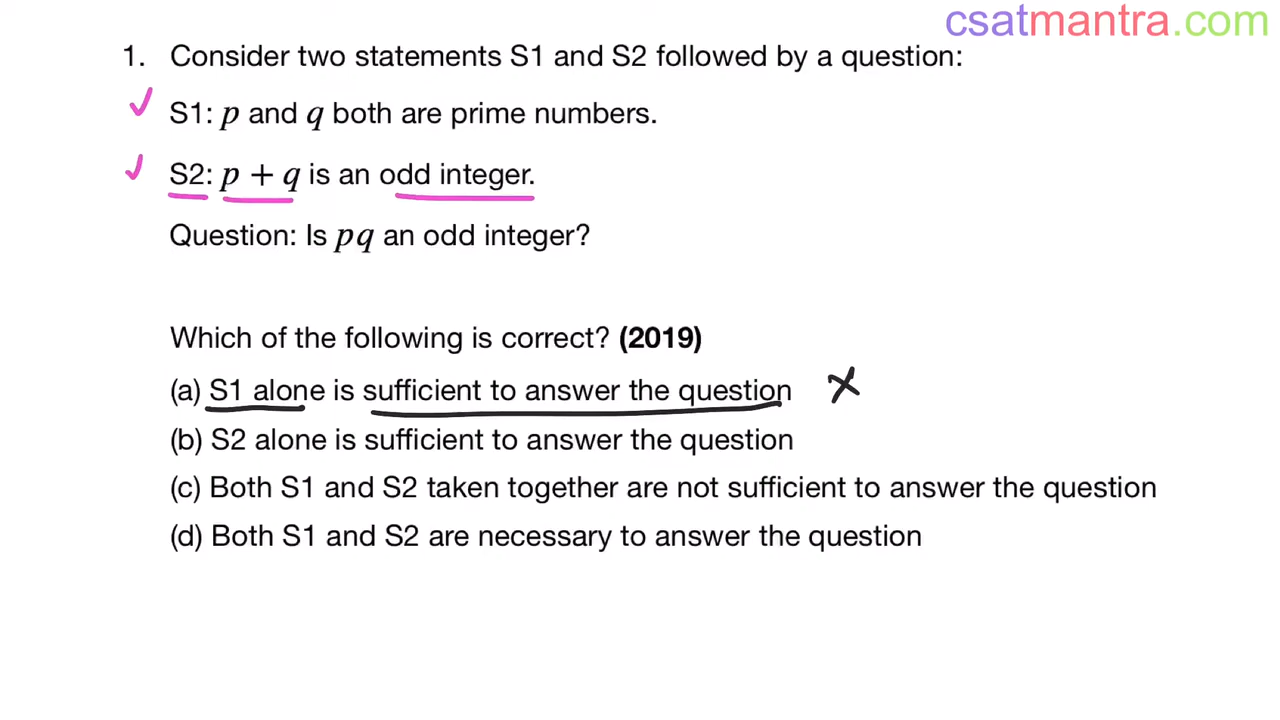 csatmantra.com
1. Consider two statements S1 and S2 followed by a question:
S1: p and q both are prime numbers.
S2: p + q is an odd integer.
Question: Is pq an odd integer?
Which of the following is correct? (2019)
(a) S1 alone is sufficient to answer the question
(b) S2 alone is sufficient to answer the question
(c) Both S1 and S2 taken together are not sufficient to answer the question
(d) Both S1 and S2 are necessary to answer the question